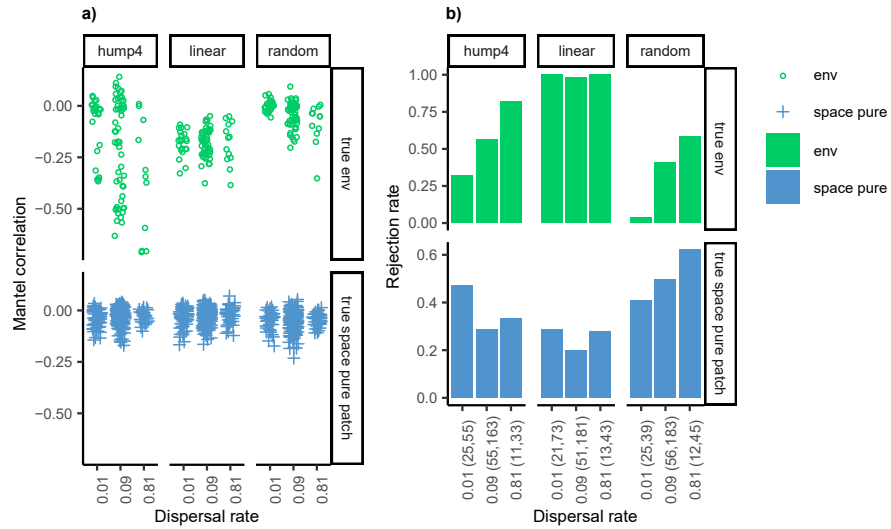 a)
hump4
linear
random
Mantel correlation
0.00
−0.25
−0.50
true env
0.00
−0.25
−0.50
true space pure patch
0.01
0.09
0.81
0.01
0.09
0.81
0.01
0.09
0.81
Dispersal rate
b)
hump4
linear
random
Rejection rate
1.00
0.75
0.50
0.25
0.00
true env
0.6
0.4
0.2
0.0
true space pure patch
0.01 (25,55)
0.09 (55,163)
0.81 (11,33)
0.01 (21,73)
0.09 (51,181)
0.81 (13,43)
0.01 (25,39)
0.09 (56,183)
0.81 (12,45)
Dispersal rate
env
space pure
env
space pure